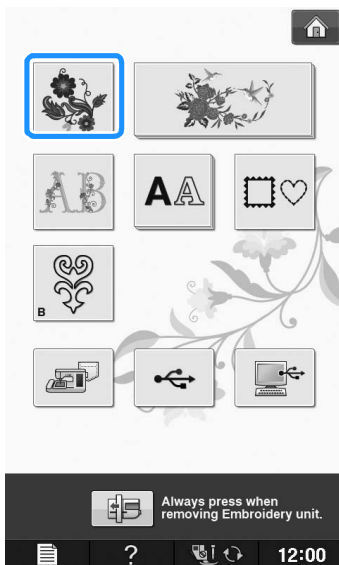 AB
AA
B
Always press when
removing Embroidery unit.
? 12:00